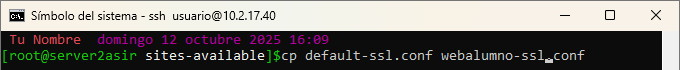 Símbolo del sistema - ssh usuario@10.2.17.40
Tu Nombre domingo 12 octubre 2025 16:09
[root@server2asir sites-available]$cp default-ssl.conf webalumno-ssl.conf